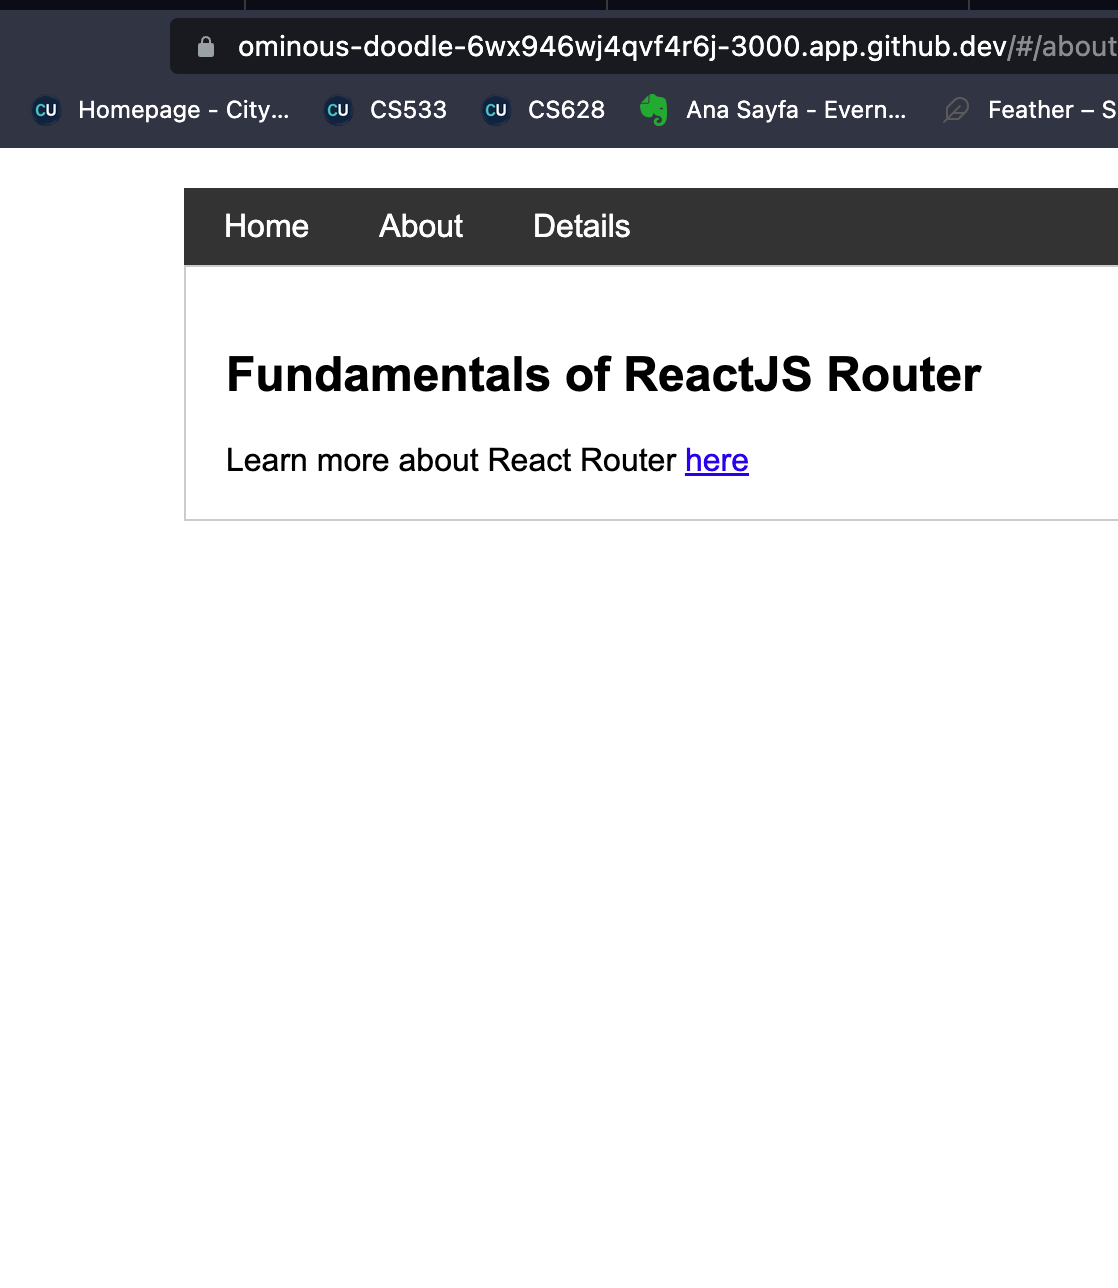 ominous-doodle-6wx946wj4qvf4r6j-3000.app.github.dev/#/about
CU Homepage - City... CU CS533 CU CS628 Ana Sayfa - Evern... Feather – S
Home About Details
Fundamentals of ReactJS Router
Learn more about React Router here